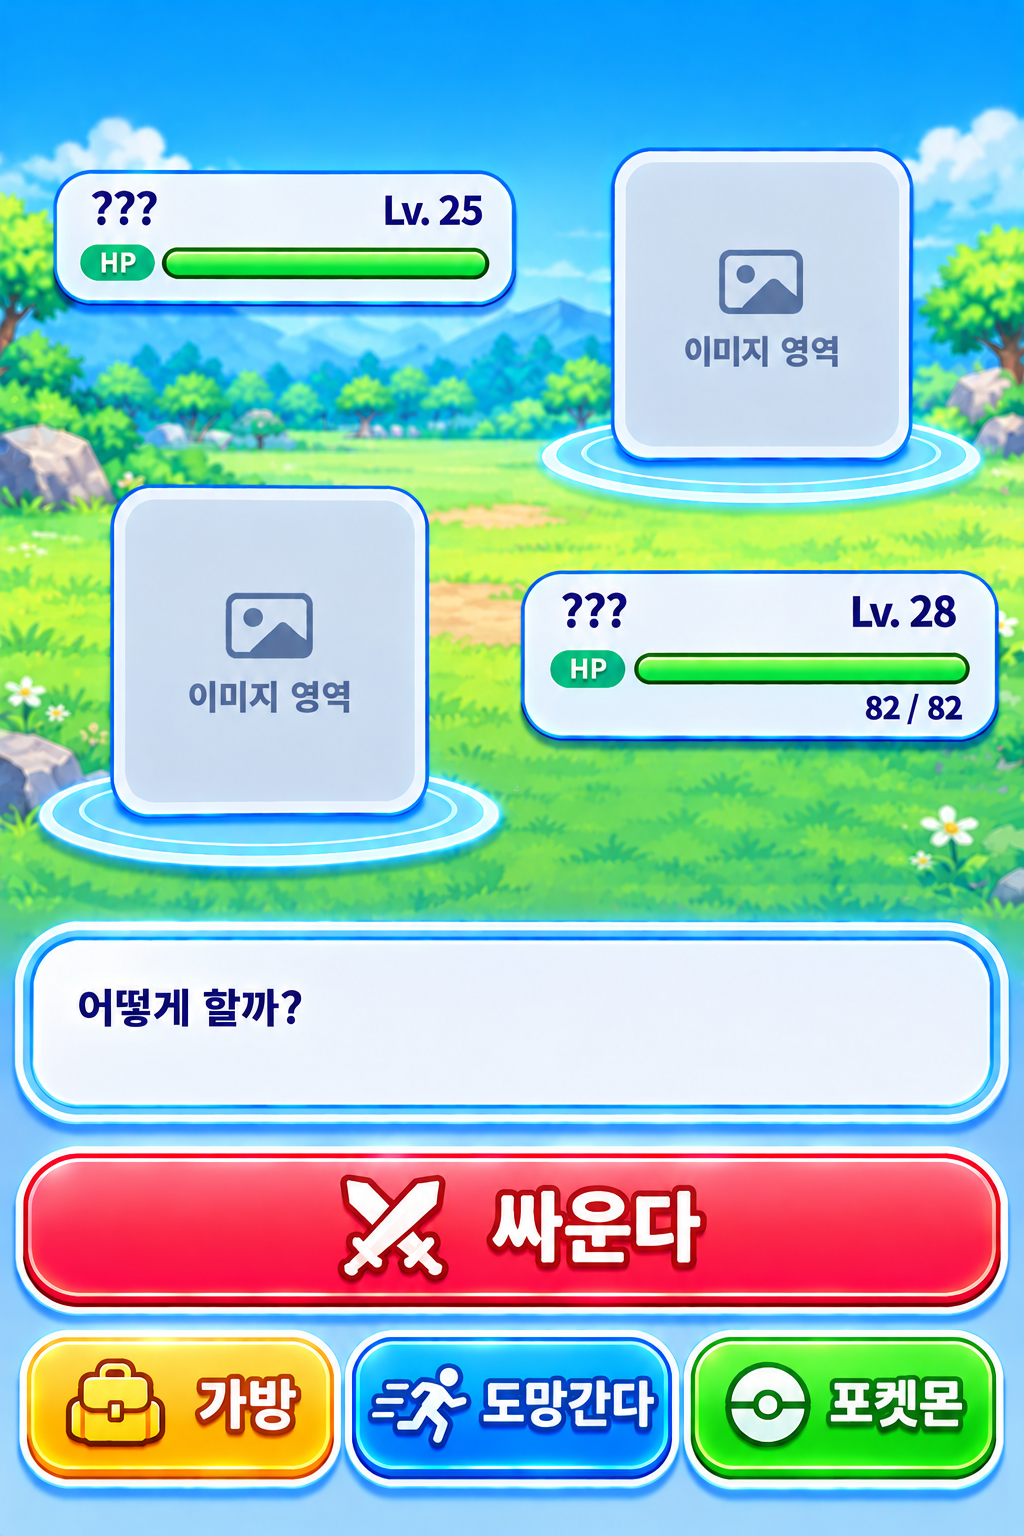 ??? Lv. 25
HP
이미지 영역
??? Lv. 28
HP
82 / 82
이미지 영역
어떻게 할까?
싸운다
가방
도망간다
포켓몬